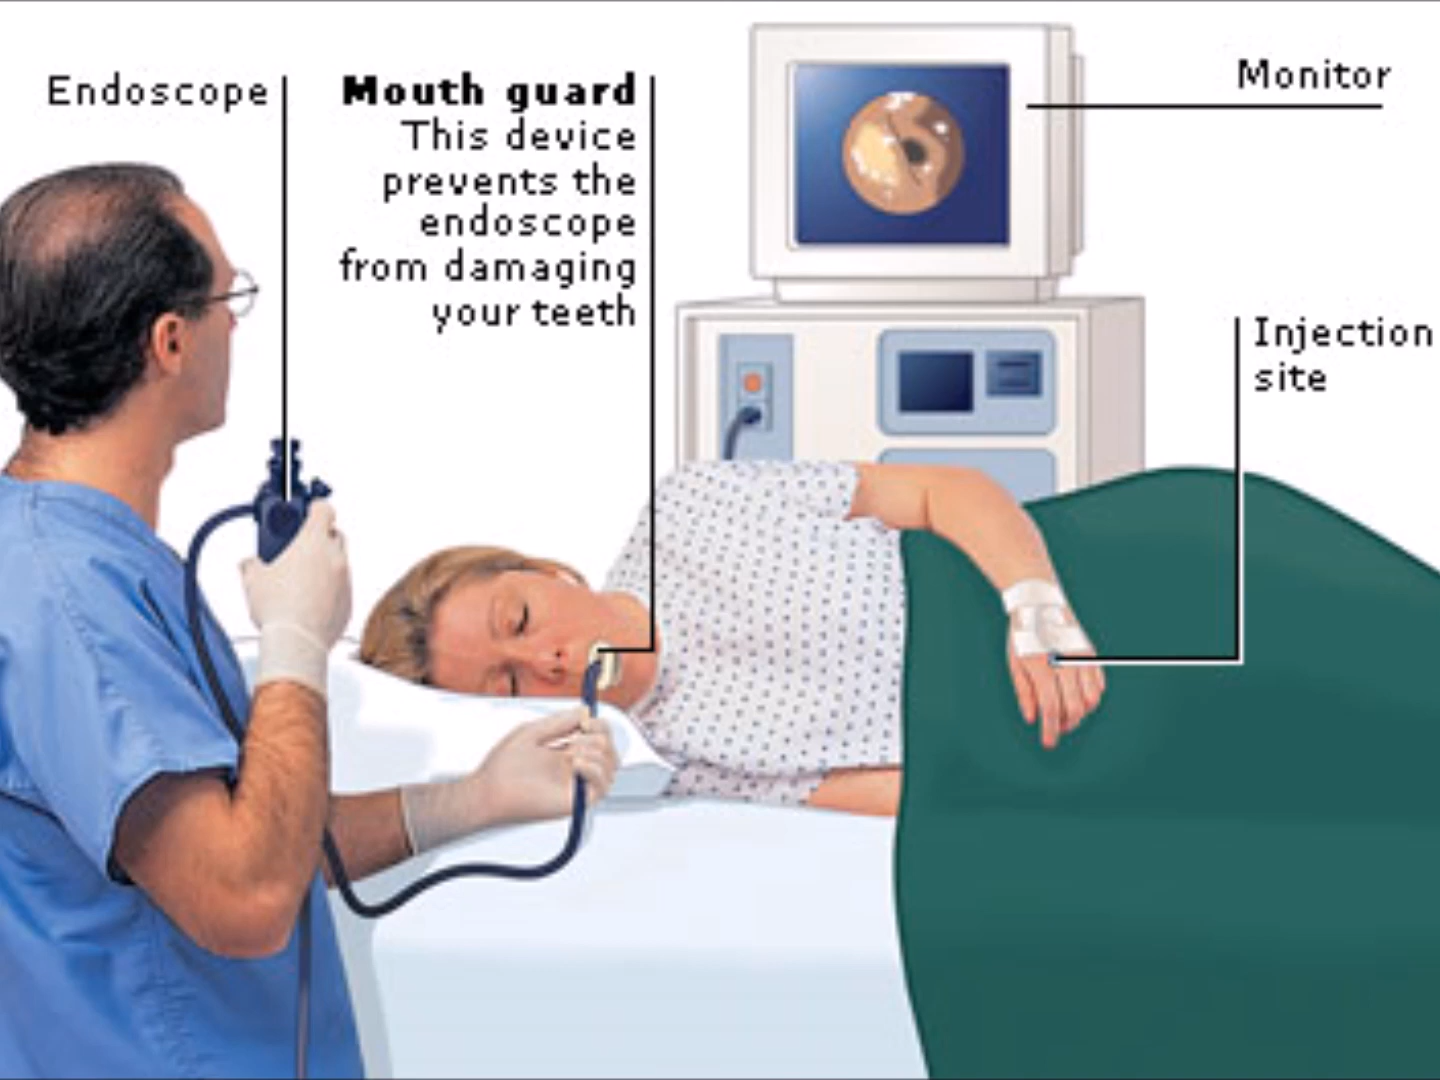 Endoscope
Mouth guard
This device
prevents the
endoscope
from damaging
your teeth
Monitor
Injection
site